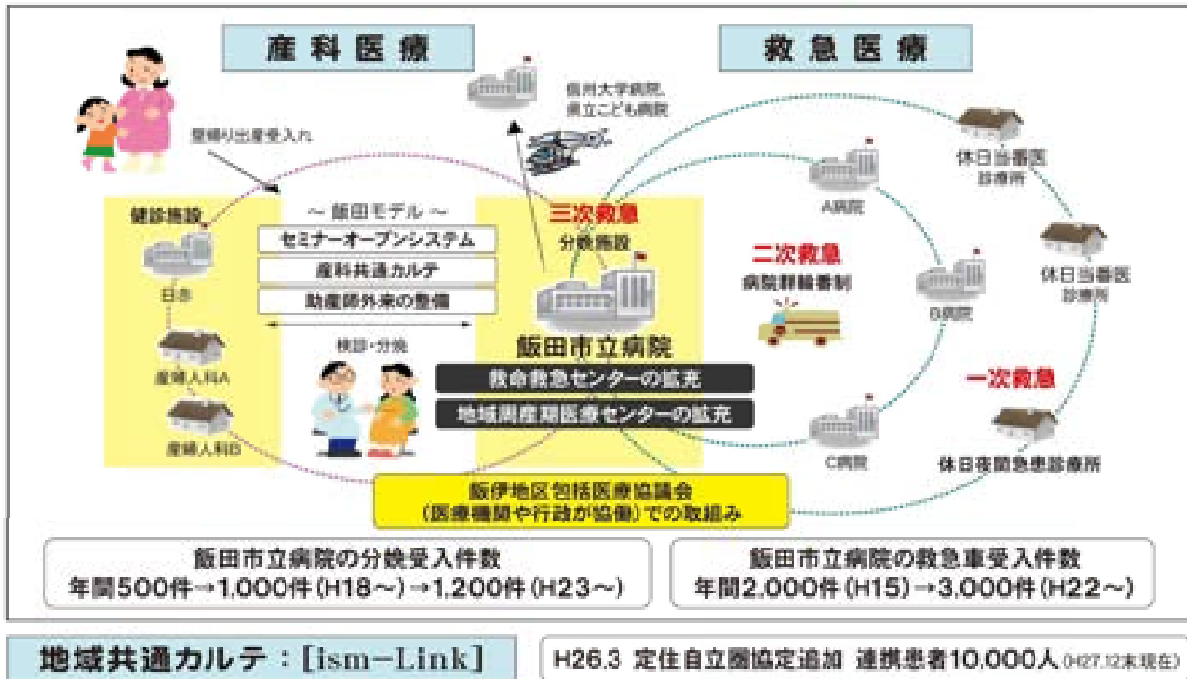 産科医療
救急医療
信州大学病院、
県立こども病院
里帰り出産受入れ
休日当番医
診療所
A病院
健診施設
～ 飯田モデル ～
セミナーオープンシステム
産科共通カルテ
助産師外来の整備
三次救急
分娩施設
二次救急
病院群輪番制
休日当番医
診療所
日赤
B病院
検診・分娩
飯田市立病院
産婦人科A
救命救急センターの拡充
一次救急
地域周産期医療センターの拡充
産婦人科B
C病院
休日夜間急患診療所
飯伊地区包括医療協議会
(医療機関や行政が協働)での取組み
飯田市立病院の分娩受入件数
年間500件→1,000件(H18～)→1,200件(H23～)
飯田市立病院の救急車受入件数
年間2,000件(H15)→3,000件(H22～)
地域共通カルテ：[ism-Link]
H26.3 定住自立圏協定追加 連携患者10,000人(H27.12末現在)